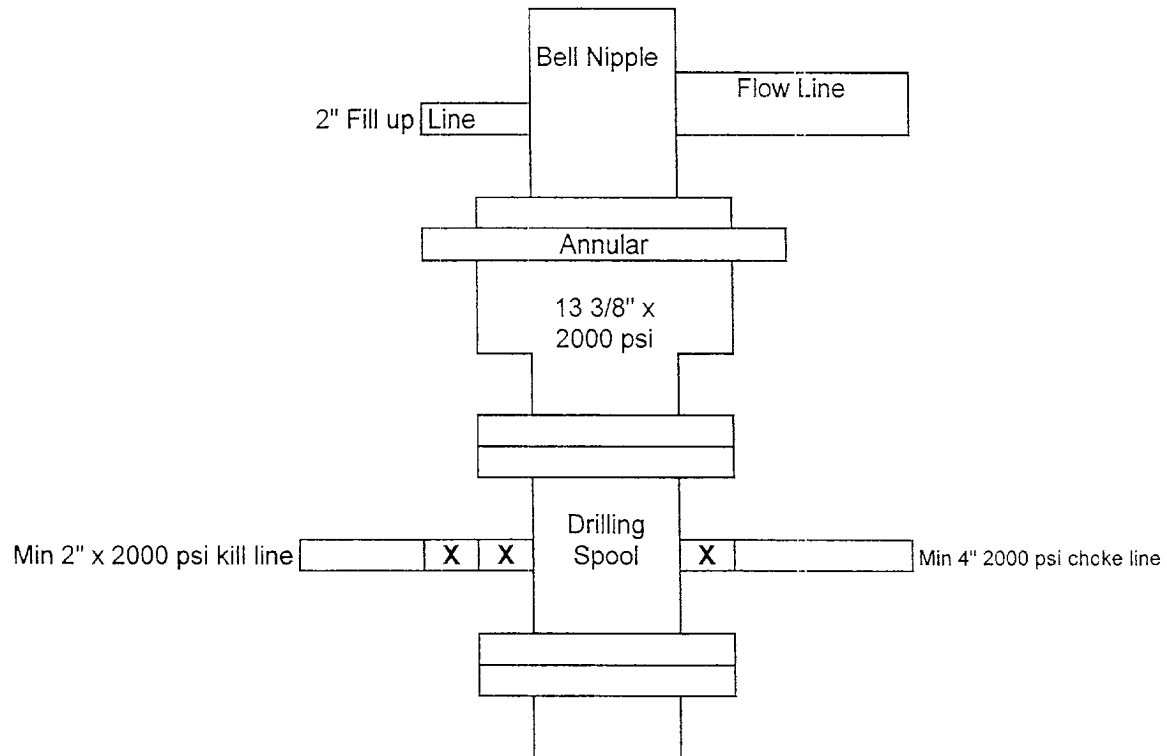 Bell Nipple
Flow Line
2" Fill up Line
Annular
13 3/8" x
2000 psi
Drilling
Spool
Min 2" x 2000 psi kill line
X X
X
Min 4" 2000 psi choke line